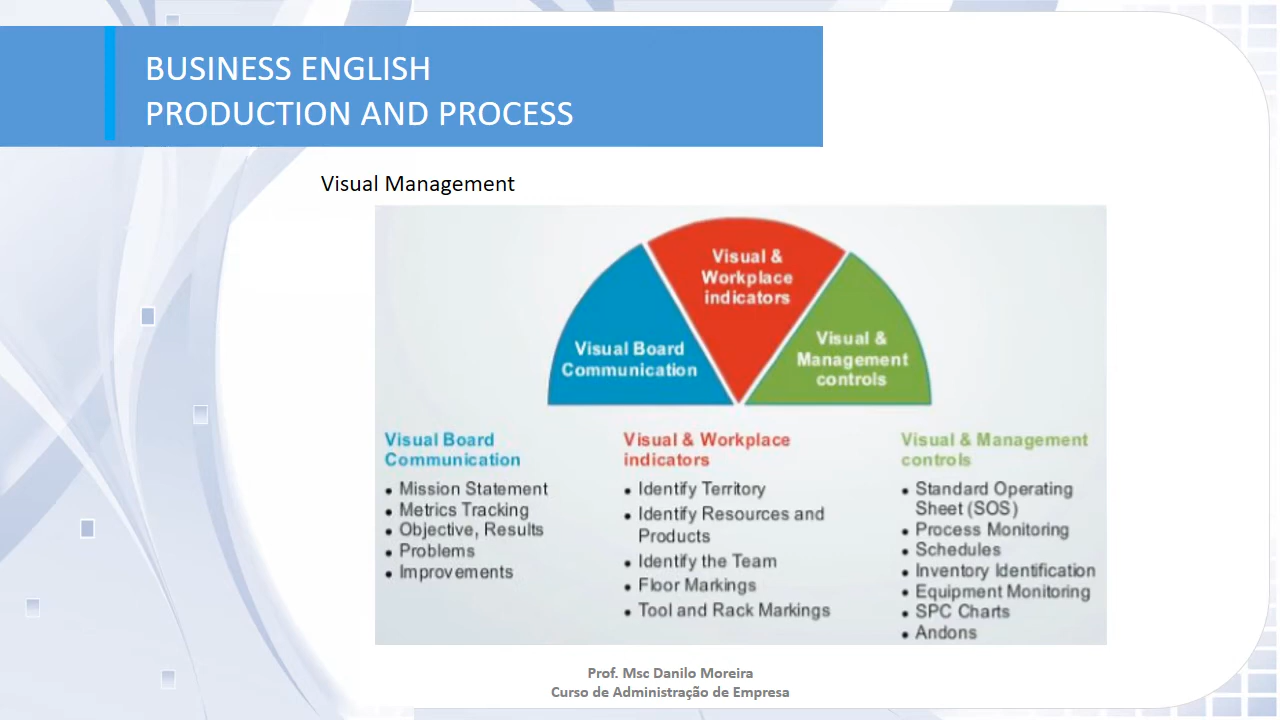 BUSINESS ENGLISH
PRODUCTION AND PROCESS
Visual Management
Visual &
Workplace
indicators
Visual Board
Communication
Visual &
Management
controls
Visual Board
Communication
• Mission Statement
• Metrics Tracking
• Objective, Results
• Problems
• Improvements
Visual & Workplace
indicators
• Identify Territory
• Identify Resources and
Products
• Identify the Team
• Floor Markings
• Tool and Rack Markings
Visual & Management
controls
• Standard Operating
Sheet (SOS)
• Process Monitoring
• Schedules
• Inventory Identification
• Equipment Monitoring
• SPC Charts
• Andons
Prof. Msc Danilo Moreira
Curso de Administração de Empresa